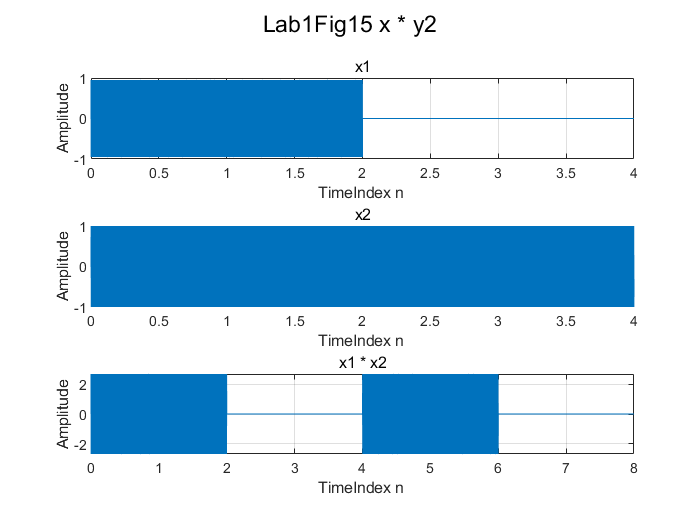 Lab1Fig15 x * y2
x1
Amplitude
1
0
-1
0 0.5 1 1.5 2 2.5 3 3.5 4
TimeIndex n
x2
Amplitude
1
0
-1
0 0.5 1 1.5 2 2.5 3 3.5 4
TimeIndex n
x1 * x2
Amplitude
2
0
-2
0 1 2 3 4 5 6 7 8
TimeIndex n